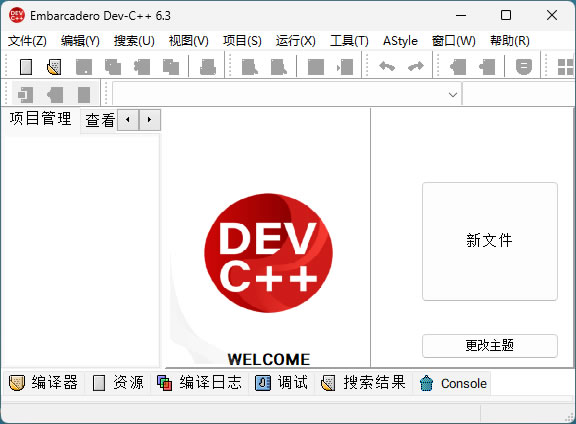 Embarcadero Dev-C++ 6.3
文件(Z) 编辑(Y) 搜索(U) 视图(V) 项目(S) 运行(X) 工具(T) AStyle 窗口(W) 帮助(R)
项目管理 查看
DEV
C++
新文件
WELCOME
更改主题
编译器 资源 编译日志 调试 搜索结果 Console